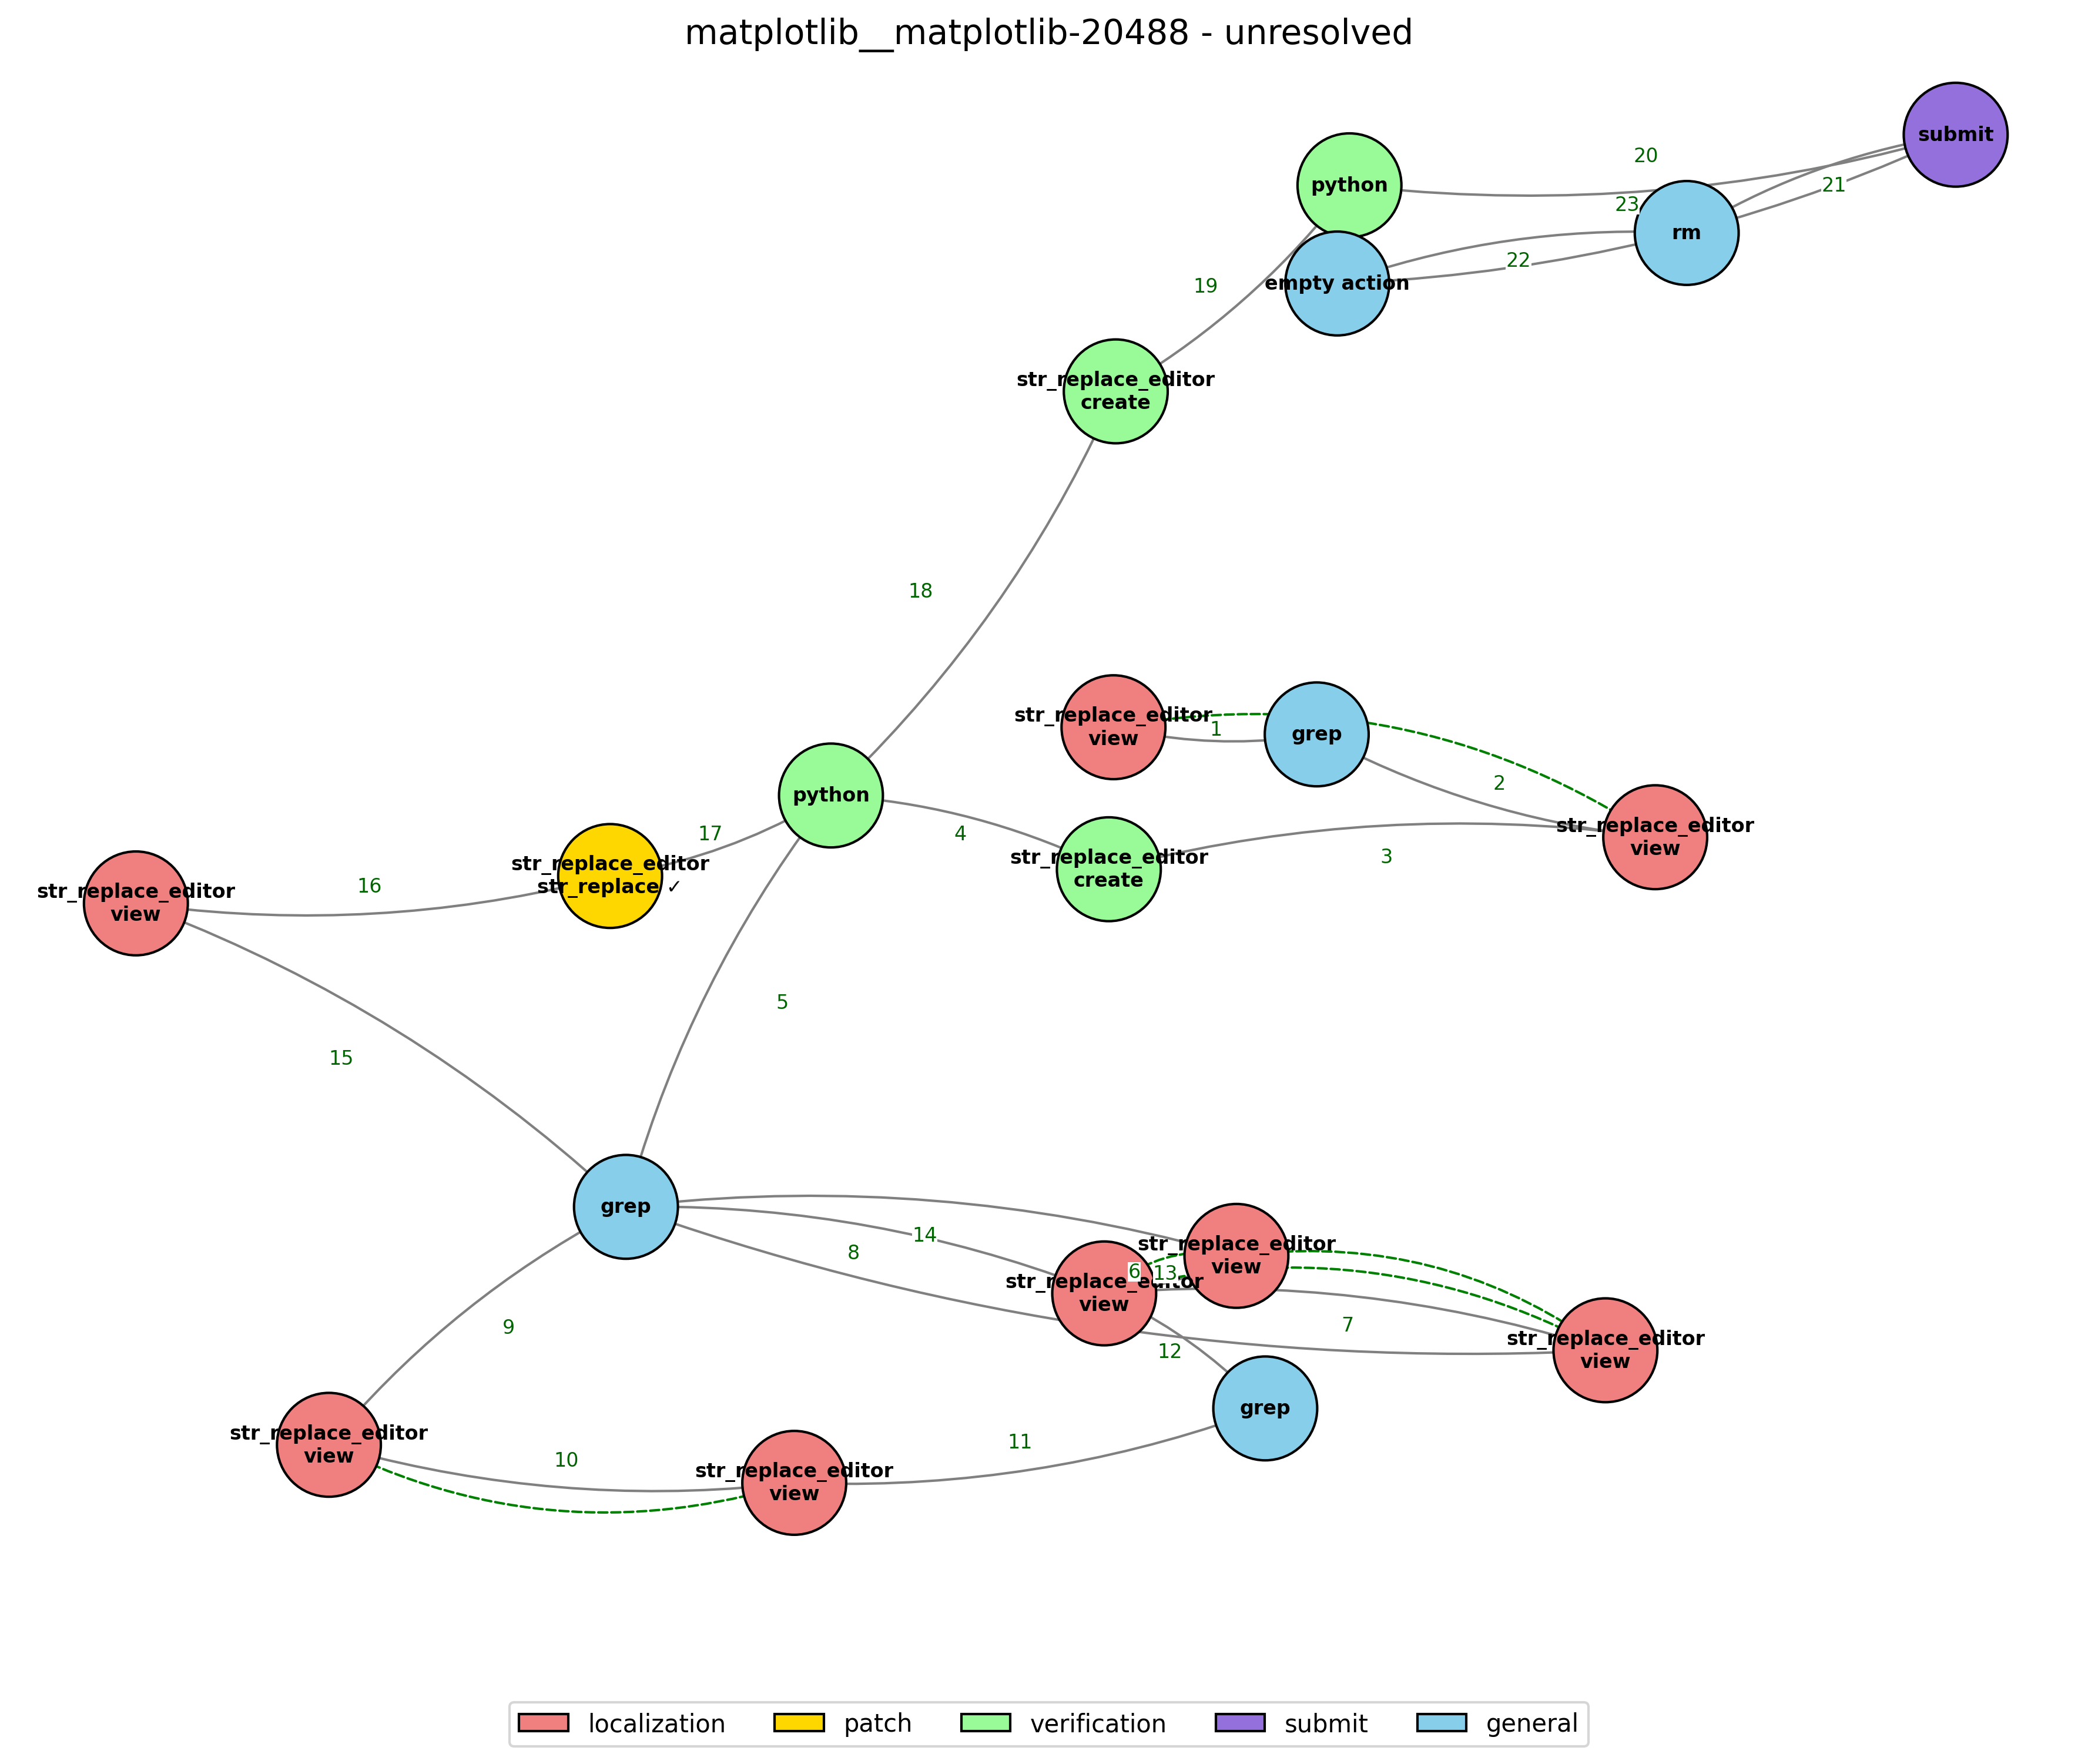 matplotlib__matplotlib-20488 - unresolved
submit
20
python
21
23
rm
22
empty action
19
str_replace_editor
create
18
str_replace_editor
view
1
grep
2
python
str_replace_editor
view
17
4
3
str_replace_editor
create
str_replace_editor
str_replace ✓
16
str_replace_editor
view
5
15
grep
14
8
str_replace_editor
view
6
13
str_replace_editor
view
9
12
7
str_replace_editor
view
grep
str_replace_editor
view
10
11
str_replace_editor
view
localization
patch
verification
submit
general